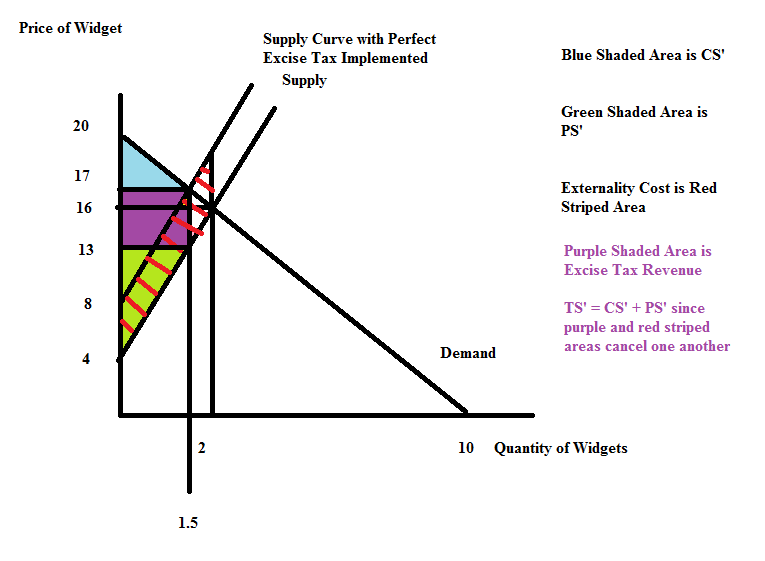 Price of Widget
Supply Curve with Perfect
Excise Tax Implemented
Supply
Blue Shaded Area is CS'
Green Shaded Area is
PS'
Externality Cost is Red
Striped Area
Purple Shaded Area is
Excise Tax Revenue
TS' = CS' + PS' since
purple and red striped
areas cancel one another
20
17
16
13
8
4
Demand
2
10
Quantity of Widgets
1.5